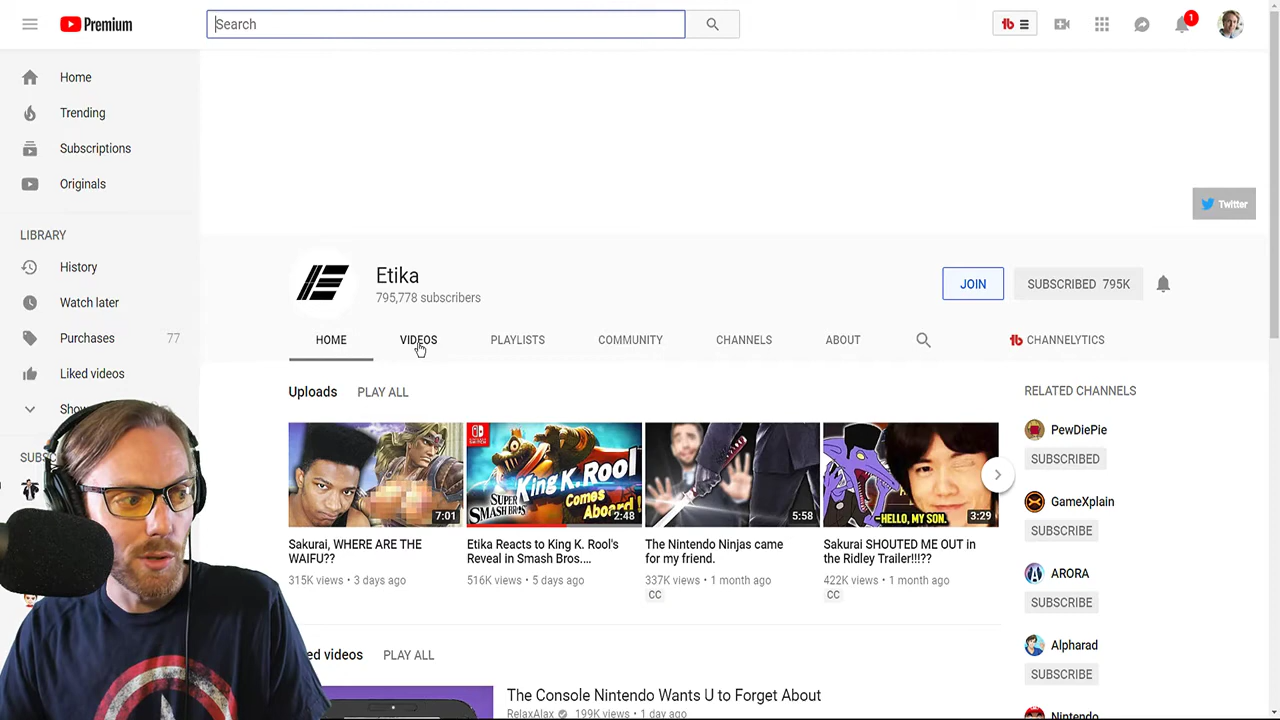 Premium
Search
1
Home
Trending
Subscriptions
Originals
Twitter
LIBRARY
History
Watch later
Purchases 77
Liked videos
Sho
SUBSC
Etika
795,778 subscribers
JOIN
SUBSCRIBED 795K
HOME VIDEOS PLAYLISTS COMMUNITY CHANNELS ABOUT
tb CHANNELYTICS
Uploads PLAY ALL
7:01
SUPER SMASH BROS.
King K. Rool
Comes
Aboard!
2:48
5:58
-HELLO, MY SON.
3:29
Sakurai, WHERE ARE THE
WAIFU??
315K views • 3 days ago
Etika Reacts to King K. Rool's
Reveal in Smash Bros....
516K views • 5 days ago
The Nintendo Ninjas came
for my friend.
337K views • 1 month ago
CC
Sakurai SHOUTED ME OUT in
the Ridley Trailer!!!??
422K views • 1 month ago
CC
RELATED CHANNELS
PewDiePie
SUBSCRIBED
GameXplain
SUBSCRIBE
ARORA
SUBSCRIBE
Alpharad
SUBSCRIBE
Nintendo
ed videos PLAY ALL
The Console Nintendo Wants U to Forget About
RelaxAlax 199K views • 1 day ago